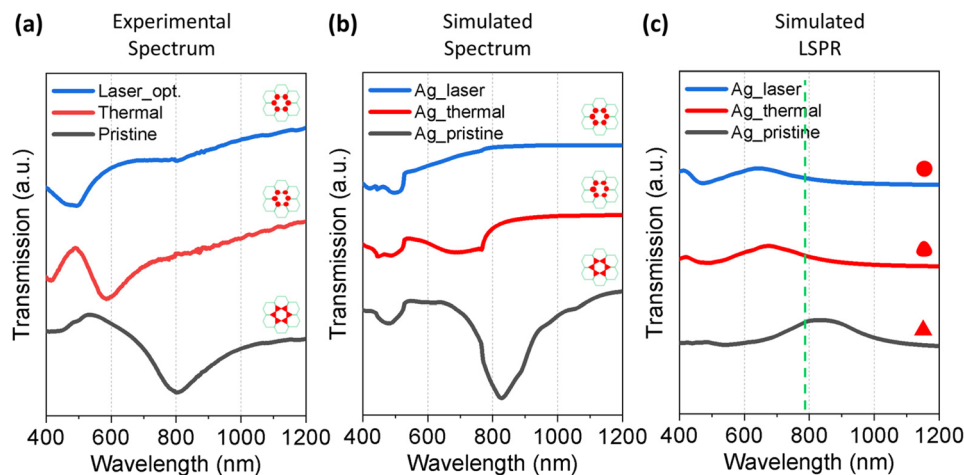 (a)
Experimental
Spectrum
Laser_opt.
Thermal
Pristine
Transmission (a.u.)
400 600 800 1000 1200
Wavelength (nm)
(b)
Simulated
Spectrum
Ag_laser
Ag_thermal
Ag_pristine
Transmission (a.u.)
400 600 800 1000 1200
Wavelength (nm)
(c)
Simulated
LSPR
Ag_laser
Ag_thermal
Ag_pristine
Transmission (a.u.)
400 600 800 1000 1200
Wavelength (nm)